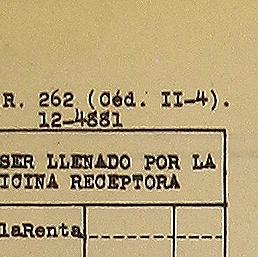 R. 262 (Céd. II-4).
12-4881
SER LLENADO POR LA
ICINA RECEPTORA
laRenta